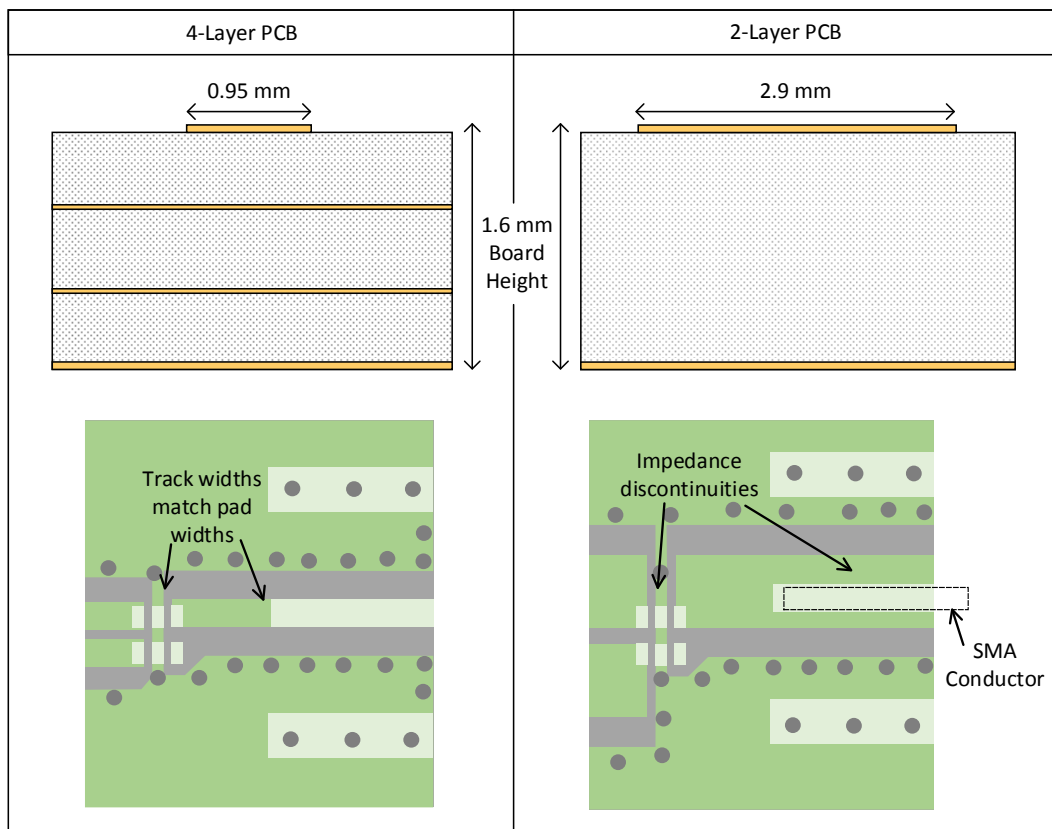 4-Layer PCB
2-Layer PCB
0.95 mm
2.9 mm
1.6 mm
Board
Height
Track widths
match pad
widths
Impedance
discontinuities
SMA
Conductor